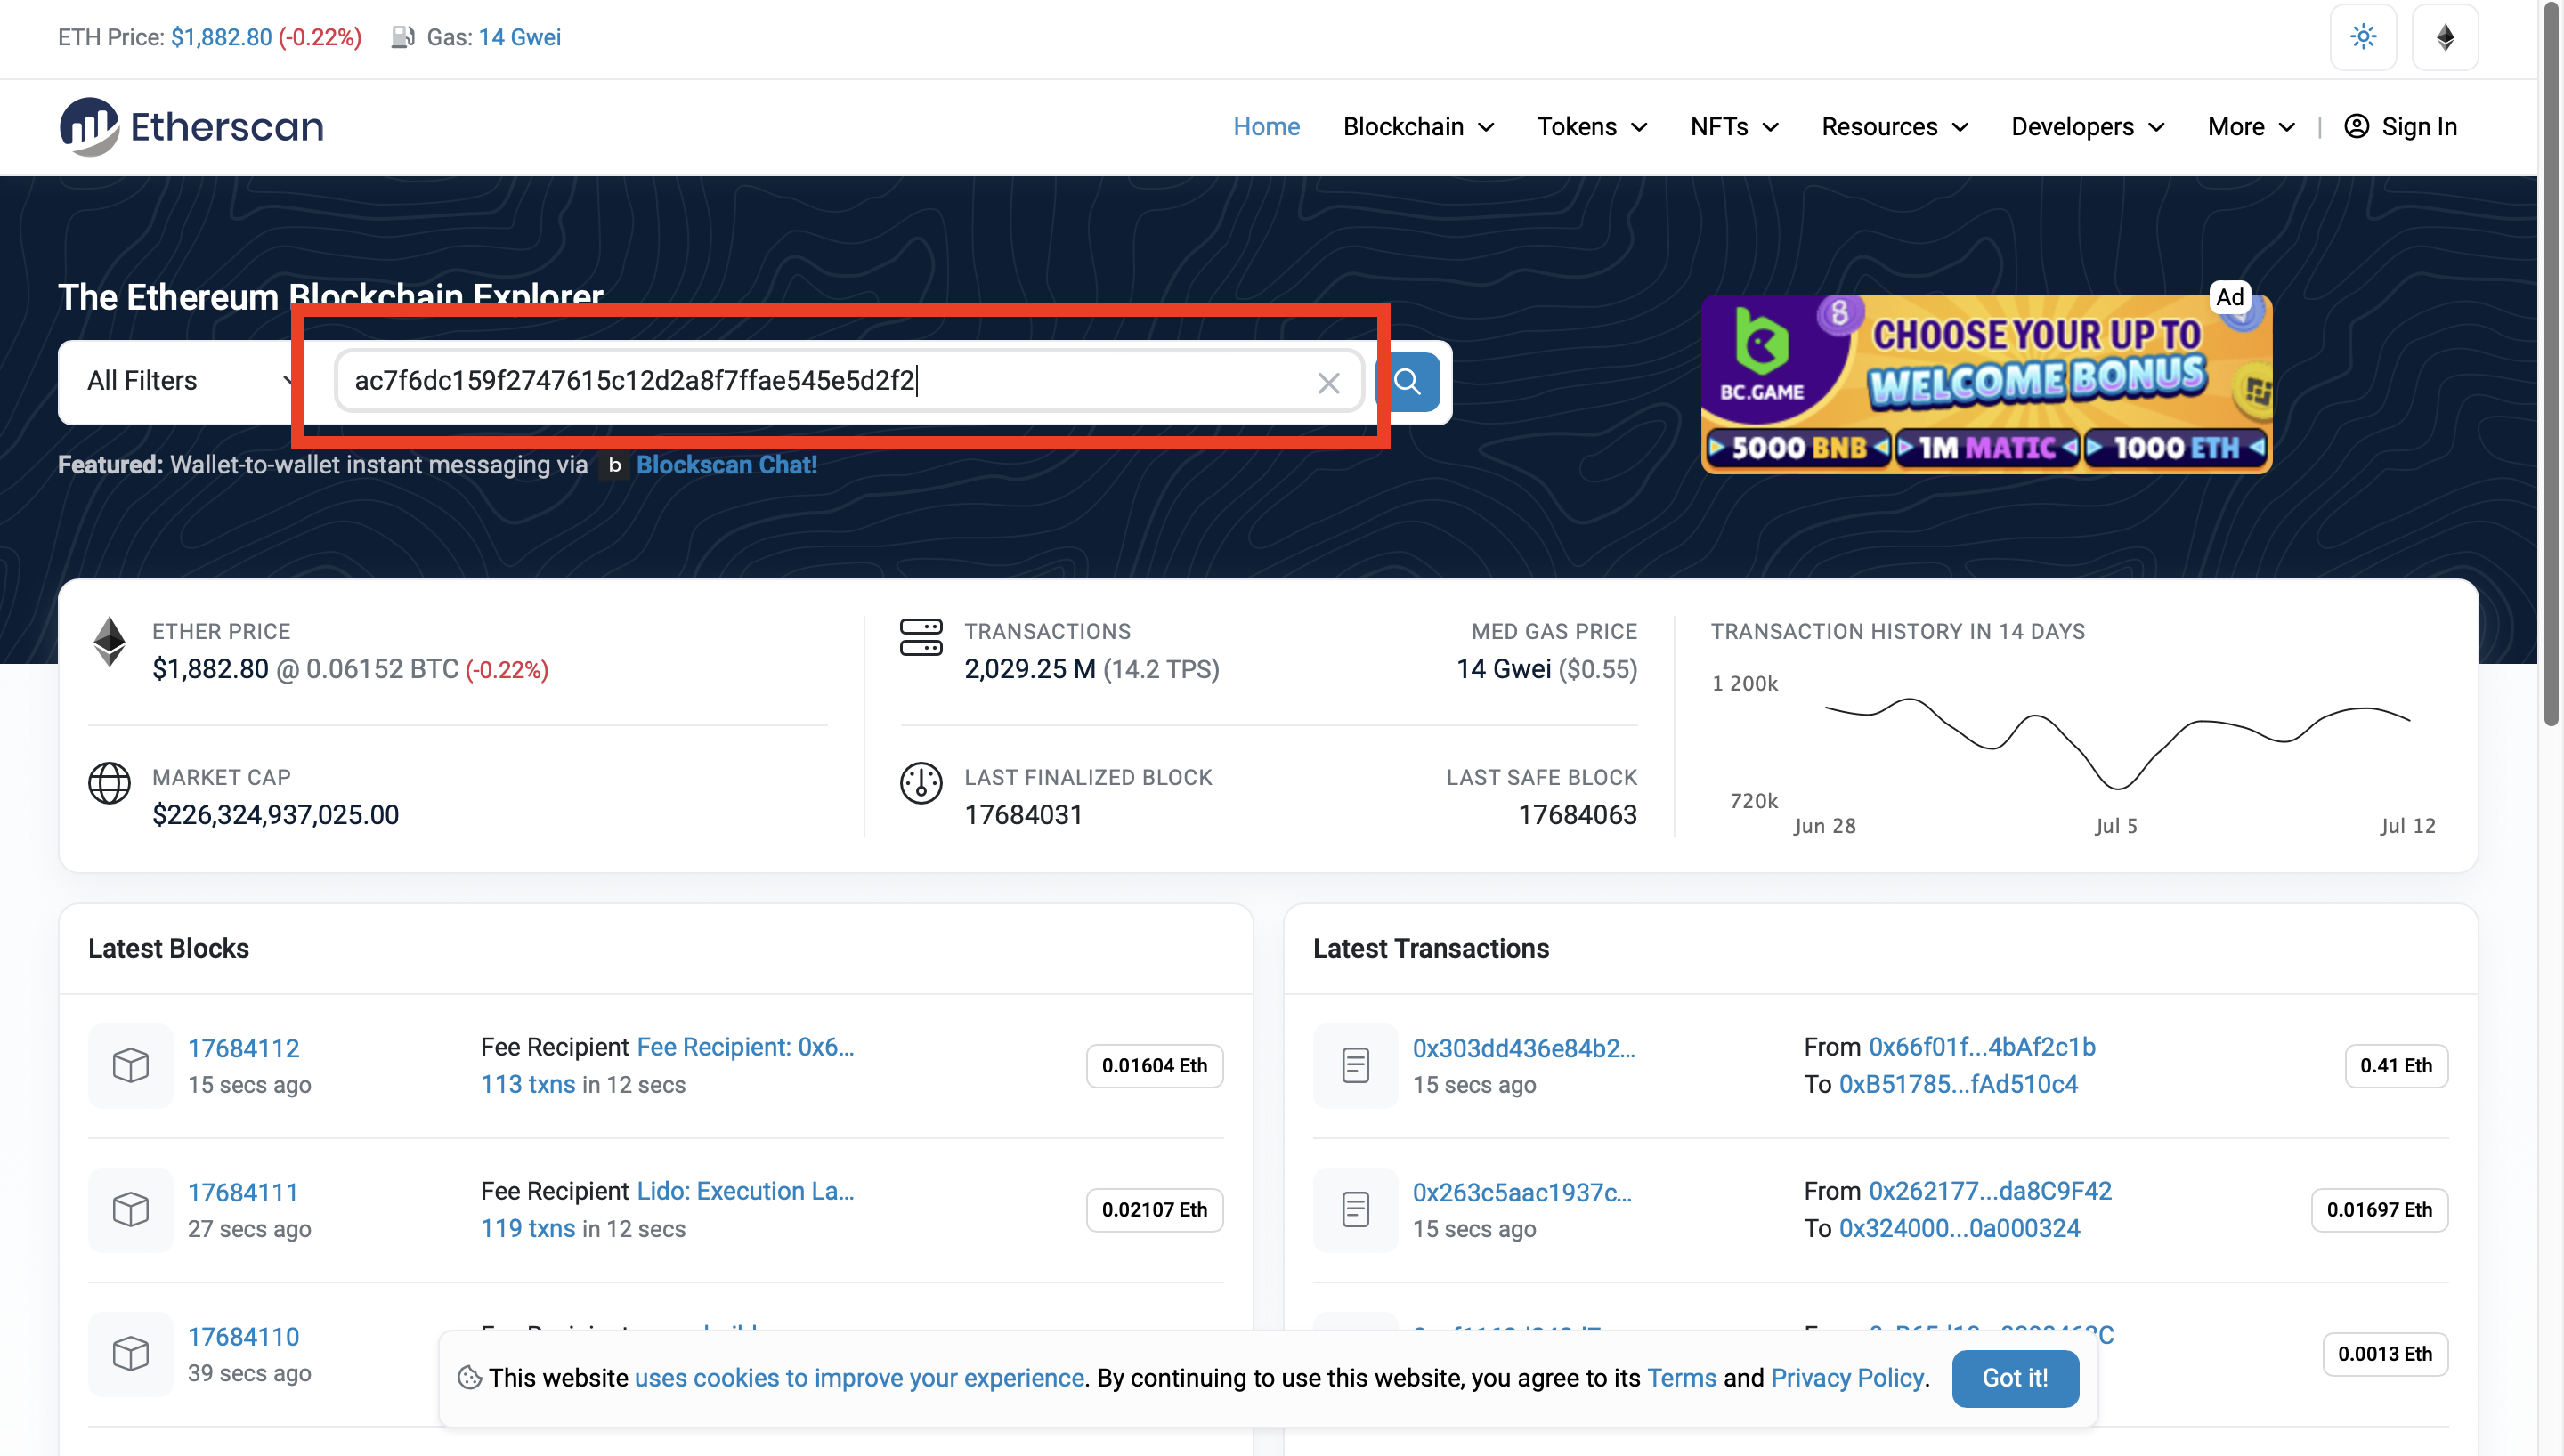 ETH Price: $1,882.80 (-0.22%) Gas: 14 Gwei
Etherscan
Home Blockchain Tokens NFTs Resources Developers More | Sign In
The Ethereum Blockchain Explorer
All Filters
ac7f6dc159f2747615c12d2a8f7ffae545e5d2f2
Featured: Wallet-to-wallet instant messaging via b Blockscan Chat!
Ad
8
BC.GAME
CHOOSE YOUR UP TO
WELCOME BONUS
5000 BNB 1M MATIC 1000 ETH
ETHER PRICE
$1,882.80 @ 0.06152 BTC (-0.22%)
MARKET CAP
$226,324,937,025.00
TRANSACTIONS
2,029.25 M (14.2 TPS)
MED GAS PRICE
14 Gwei ($0.55)
LAST FINALIZED BLOCK
17684031
LAST SAFE BLOCK
17684063
TRANSACTION HISTORY IN 14 DAYS
1 200k
720k
Jun 28 Jul 5 Jul 12
Latest Blocks
17684112
15 secs ago
Fee Recipient Fee Recipient: 0x6...
113 txns in 12 secs
0.01604 Eth
17684111
27 secs ago
Fee Recipient Lido: Execution La...
119 txns in 12 secs
0.02107 Eth
17684110
39 secs ago
Latest Transactions
0x303dd436e84b2...
15 secs ago
From 0x66f01f...4bAf2c1b
To 0xB51785...fAd510c4
0.41 Eth
0x263c5aac1937c...
15 secs ago
From 0x262177...da8C9F42
To 0x324000...0a000324
0.01697 Eth
0.0013 Eth
This website uses cookies to improve your experience. By continuing to use this website, you agree to its Terms and Privacy Policy.
Got it!